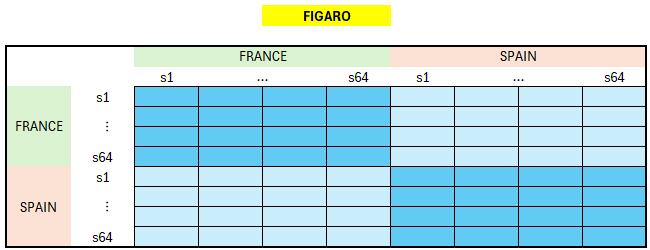 FIGARO
FRANCE SPAIN
s1 ... s64 s1 ... s64
s1
FRANCE ⋮
s64
s1
SPAIN ⋮
s64